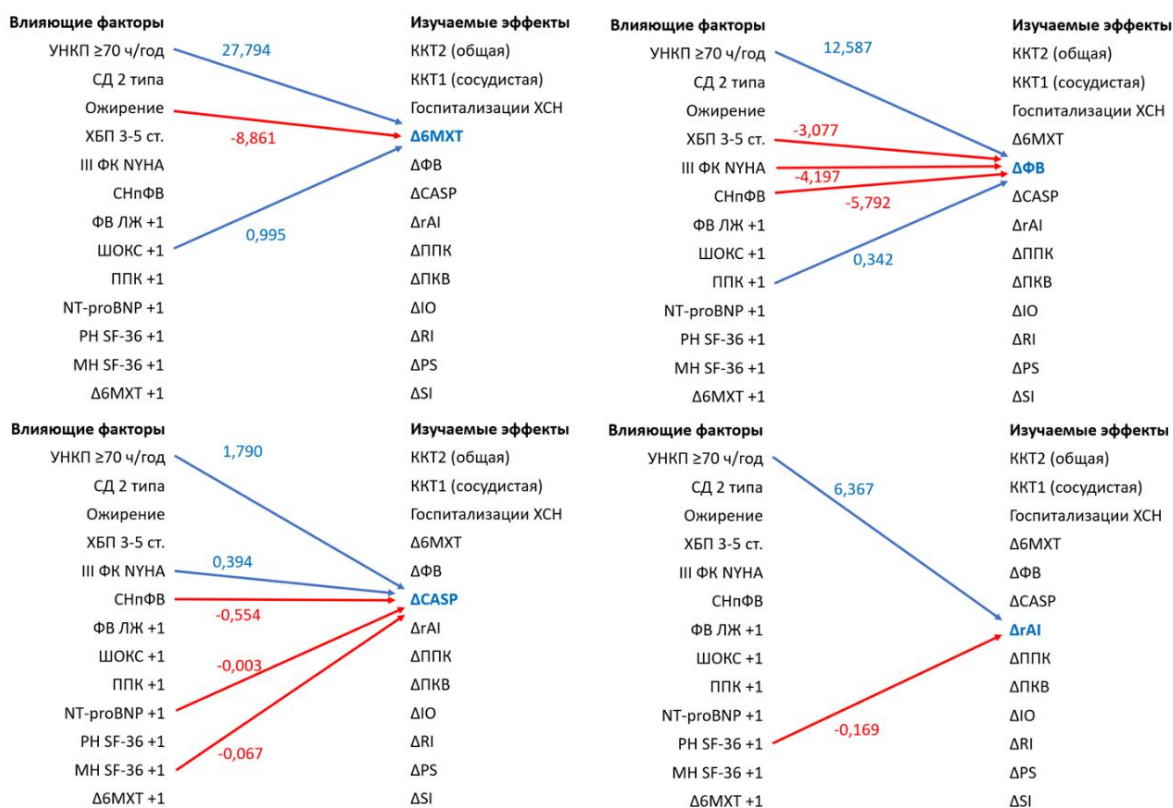 Влияющие факторы
УНКП ≥70 ч/год
СД 2 типа
Ожирение
ХБП 3-5 ст.
III ФК NYHA
СНпФВ
ФВ ЛЖ +1
ШОКС +1
ППК +1
NT-proBNP +1
PH SF-36 +1
MH SF-36 +1
Δ6МХТ +1
27,794
-8,861
0,995
Изучаемые эффекты
ККТ2 (общая)
ККТ1 (сосудистая)
Госпитализации ХСН
Δ6МХТ
ΔФВ
ΔCASP
ΔrAI
ΔППК
ΔПКВ
ΔIO
ΔRI
ΔPS
ΔSI
Влияющие факторы
УНКП ≥70 ч/год
СД 2 типа
Ожирение
ХБП 3-5 ст.
III ФК NYHA
СНпФВ
ФВ ЛЖ +1
ШОКС +1
ППК +1
NT-proBNP +1
PH SF-36 +1
MH SF-36 +1
Δ6МХТ +1
12,587
-3,077
-4,197
-5,792
0,342
Изучаемые эффекты
ККТ2 (общая)
ККТ1 (сосудистая)
Госпитализации ХСН
Δ6МХТ
ΔФВ
ΔCASP
ΔrAI
ΔППК
ΔПКВ
ΔIO
ΔRI
ΔPS
ΔSI
Влияющие факторы
УНКП ≥70 ч/год
СД 2 типа
Ожирение
ХБП 3-5 ст.
III ФК NYHA
СНпФВ
ФВ ЛЖ +1
ШОКС +1
ППК +1
NT-proBNP +1
PH SF-36 +1
MH SF-36 +1
Δ6МХТ +1
1,790
0,394
-0,554
-0,003
-0,067
Изучаемые эффекты
ККТ2 (общая)
ККТ1 (сосудистая)
Госпитализации ХСН
Δ6МХТ
ΔФВ
ΔCASP
ΔrAI
ΔППК
ΔПКВ
ΔIO
ΔRI
ΔPS
ΔSI
Влияющие факторы
УНКП ≥70 ч/год
СД 2 типа
Ожирение
ХБП 3-5 ст.
III ФК NYHA
СНпФВ
ФВ ЛЖ +1
ШОКС +1
ППК +1
NT-proBNP +1
PH SF-36 +1
MH SF-36 +1
Δ6МХТ +1
6,367
-0,169
Изучаемые эффекты
ККТ2 (общая)
ККТ1 (сосудистая)
Госпитализации ХСН
Δ6МХТ
ΔФВ
ΔCASP
ΔrAI
ΔППК
ΔПКВ
ΔIO
ΔRI
ΔPS
ΔSI